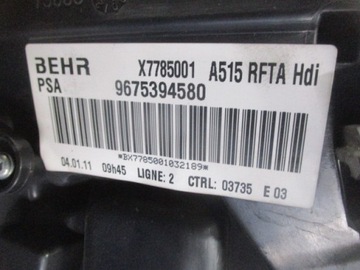 BEHR X7785001 A515 RFTA Hdi
PSA 9675394580
*BX7785001032189*
04.01.11 09h45 LIGNE: 2 CTRL: 03735 E 03